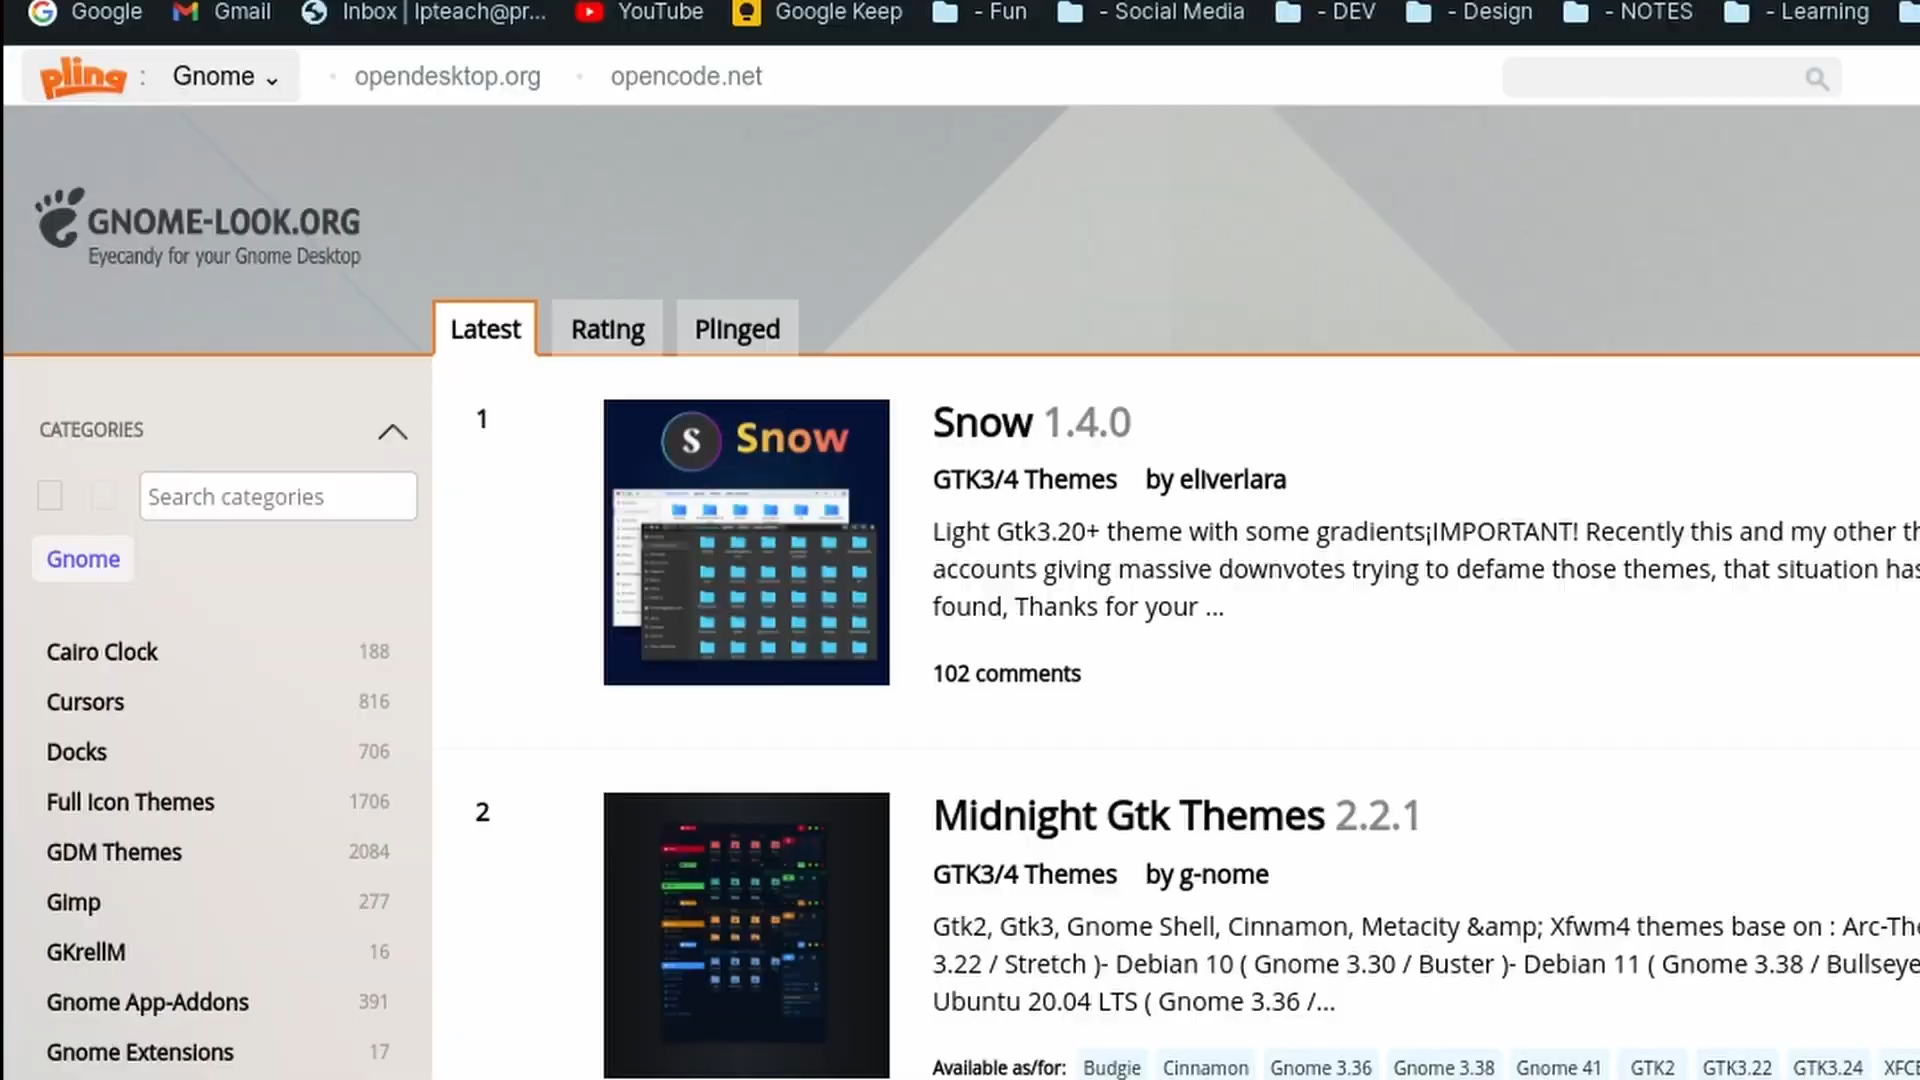 Google Gmail Inbox | lpteach@pr... YouTube Google Keep - Fun - Social Media - DEV - Design - NOTES - Learning
pling : Gnome opendesktop.org opencode.net
GNOME-LOOK.ORG
Eyecandy for your Gnome Desktop
Latest Rating Plinged
CATEGORIES
Search categories
Gnome
Cairo Clock 188
Cursors 816
Docks 706
Full Icon Themes 1706
GDM Themes 2084
Gimp 277
GKrellM 16
Gnome App-Addons 391
Gnome Extensions 17
1
S Snow
Snow 1.4.0
GTK3/4 Themes by eliverlara
Light Gtk3.20+ theme with some gradients¡IMPORTANT! Recently this and my other th
accounts giving massive downvotes trying to defame those themes, that situation has
found, Thanks for your ...
102 comments
2
Midnight Gtk Themes 2.2.1
GTK3/4 Themes by g-nome
Gtk2, Gtk3, Gnome Shell, Cinnamon, Metacity &amp; Xfwm4 themes base on : Arc-The
3.22 / Stretch )- Debian 10 ( Gnome 3.30 / Buster )- Debian 11 ( Gnome 3.38 / Bullseye
Ubuntu 20.04 LTS ( Gnome 3.36 /...
Available as/for: Budgie Cinnamon Gnome 3.36 Gnome 3.38 Gnome 41 GTK2 GTK3.22 GTK3.24 XFCE